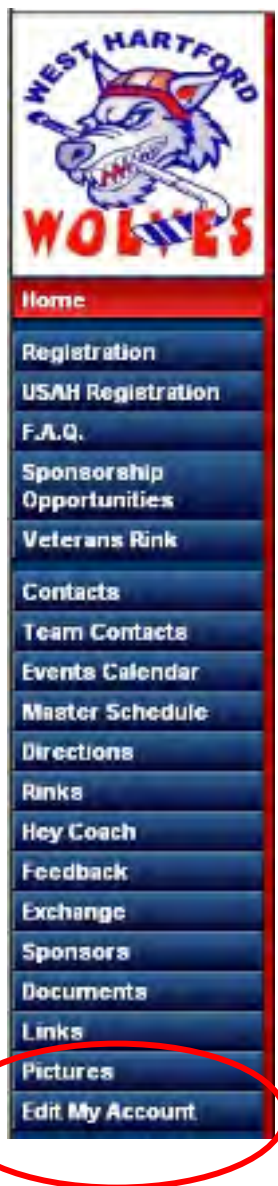 WEST HARTFORD
WOLVES
Home
Registration
USAH Registration
F.A.Q.
Sponsorship
Opportunities
Veterans Rink
Contacts
Team Contacts
Events Calendar
Master Schedule
Directions
Rinks
Hey Coach
Feedback
Exchange
Sponsors
Documents
Links
Pictures
Edit My Account